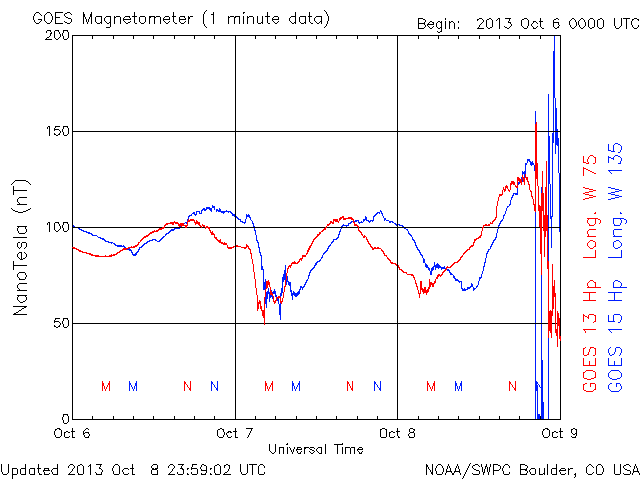 GOES Magnetometer (1 minute data)
Begin: 2013 Oct 6 0000 UTC
200
150
100
50
0
NanoTesla (nT)
M M N N M M N N M M N N
Oct 6 Oct 7 Oct 8 Oct 9
Universal Time
GOES 13 Hp Long. W 75
GOES 15 Hp Long. W 135
Updated 2013 Oct 8 23:59:02 UTC
NOAA/SWPC Boulder, CO USA